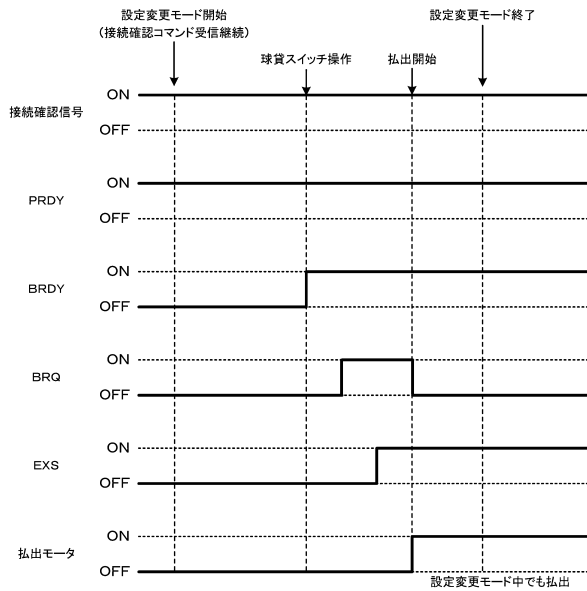 設定変更モード開始
(接続確認コマンド受信継続)
設定変更モード終了
球貸スイッチ操作
払出開始
接続確認信号
ON
OFF
PRDY
ON
OFF
BRDY
ON
OFF
BRQ
ON
OFF
EXS
ON
OFF
払出モータ
ON
OFF
設定変更モード中でも払出